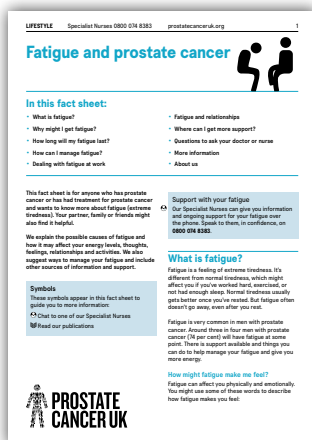 LIFESTYLE Specialist Nurses 0800 074 8383 prostatecanceruk.org 1
Fatigue and prostate cancer
In this fact sheet:
• What is fatigue?
• Why might I get fatigue?
• How long will my fatigue last?
• How can I manage fatigue?
• Dealing with fatigue at work
• Fatigue and relationships
• Where can I get more support?
• Questions to ask your doctor or nurse
• More information
• About us
This fact sheet is for anyone who has prostate
cancer or has had treatment for prostate cancer
and wants to know more about fatigue (extreme
tiredness). Your partner, family or friends might
also find it helpful.
We explain the possible causes of fatigue and
how it may affect your energy levels, thoughts,
feelings, relationships and activities. We also
suggest ways to manage your fatigue and include
other sources of information and support.
Symbols
These symbols appear in this fact sheet to
guide you to more information:
Chat to one of our Specialist Nurses
Read our publications
PROSTATE
CANCER UK
Support with your fatigue
Our Specialist Nurses can give you information
and ongoing support for your fatigue over
the phone. Speak to them, in confidence, on
0800 074 8383.
What is fatigue?
Fatigue is a feeling of extreme tiredness. It's
different from normal tiredness, which might
affect you if you've worked hard, exercised, or
not had enough sleep. Normal tiredness usually
gets better once you've rested. But fatigue often
doesn't go away, even after you rest.
Fatigue is very common in men with prostate
cancer. Around three in four men with prostate
cancer (74 per cent) will have fatigue at some
point. There is support available and things you
can do to help manage your fatigue and give you
more energy.
How might fatigue make me feel?
Fatigue can affect you physically and emotionally.
You might use some of these words to describe
how fatigue makes you feel: